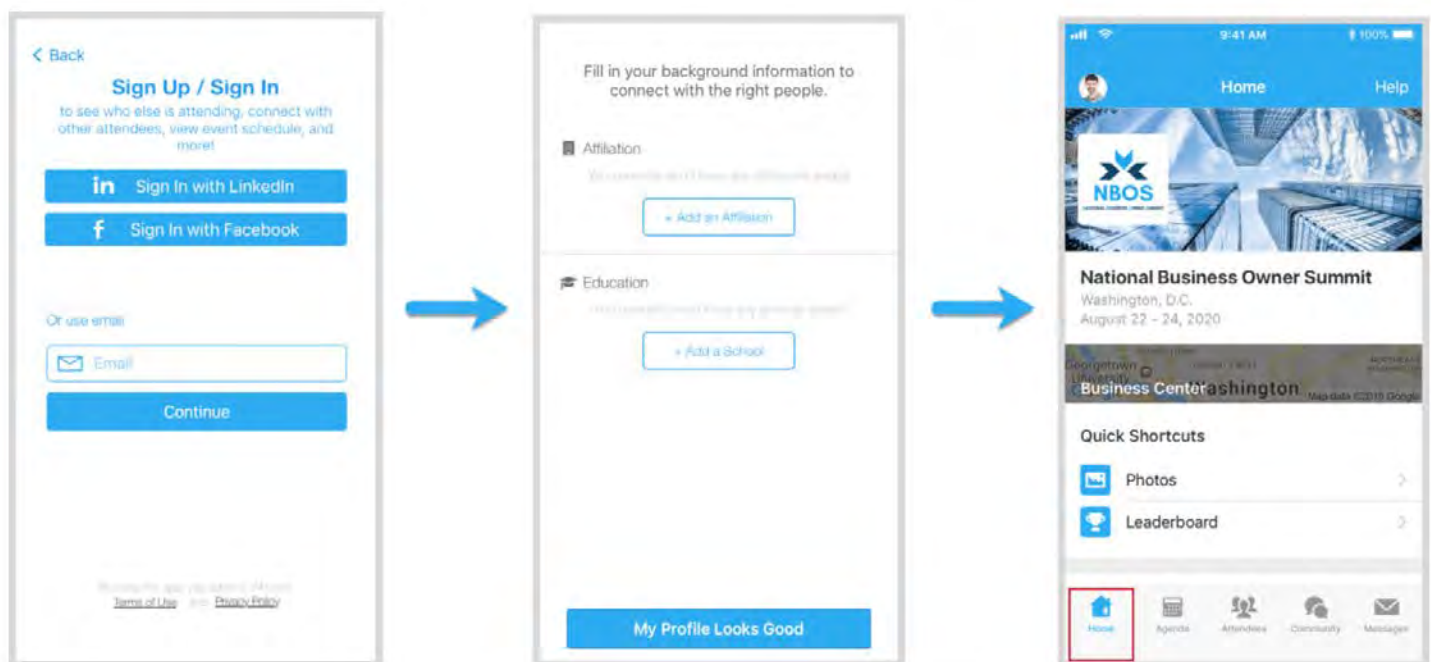 Back
Sign Up / Sign In
to see who else is attending, connect with
other attendees, view event schedule, and
more!
in Sign In with LinkedIn
f Sign In with Facebook
Or use email
Email
Continue
Terms of Use
Privacy Policy
Fill in your background information to
connect with the right people.
Affiliation
+ Add an Affiliation
Education
+ Add a School
My Profile Looks Good
9:41 AM
100%
Home
Help
NBOS
National Business Owner Summit
Washington, D.C.
August 22 - 24, 2020
Georgetown
University
Business Center
Washington
Map data ©2019 Google
Quick Shortcuts
Photos
Leaderboard
Home
Agenda
Attendees
Community
Messages